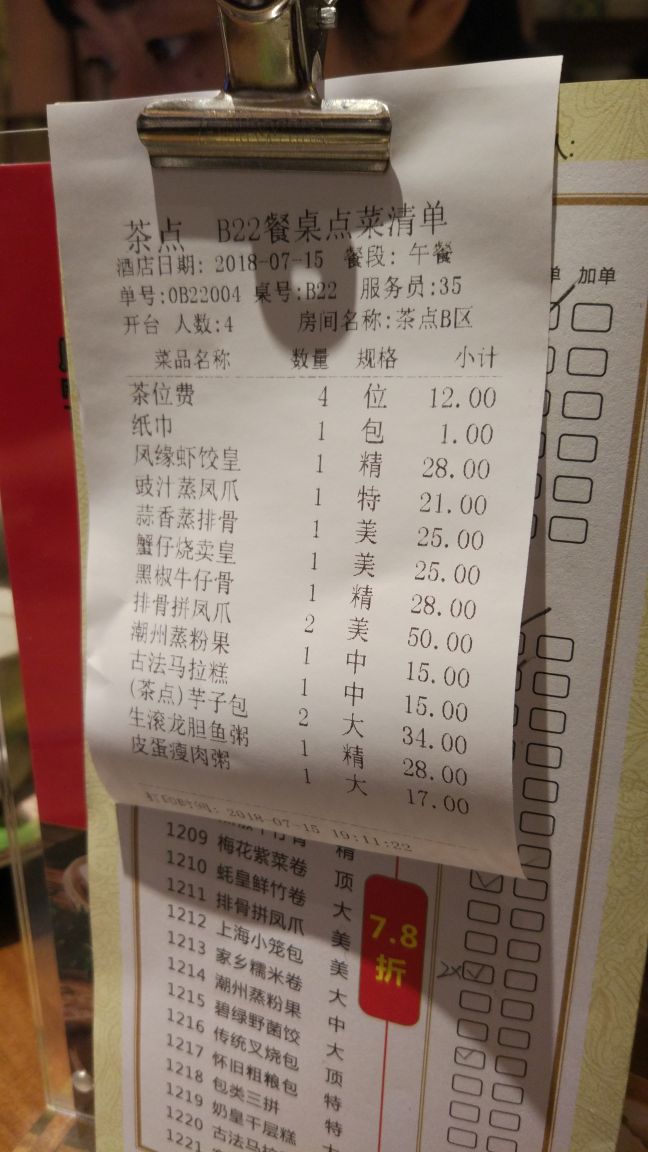 茶点 B22餐桌点菜清单
酒店日期: 2018-07-15 餐段: 午餐
单号:0B22004 桌号:B22 服务员:35
开台 人数:4 房间名称:茶点B区
菜品名称 数量 规格 小计
茶位费 4 位 12.00
纸巾 1 包 1.00
凤缘虾饺皇 1 精 28.00
豉汁蒸凤爪 1 特 21.00
蒜香蒸排骨 1 美 25.00
蟹仔烧卖皇 1 美 25.00
黑椒牛仔骨 1 精 28.00
排骨拼凤爪 2 美 50.00
潮州蒸粉果 1 中 15.00
古法马拉糕 1 中 15.00
(茶点)芋子包 2 大 34.00
生滚龙胆鱼粥 1 精 28.00
皮蛋瘦肉粥 1 大 17.00
打印时间: 2018-07-15 10:11:22
人:
单 加单
精
1209 梅花紫菜卷 顶
1210 蚝皇鲜竹卷 大
1211 排骨拼凤爪 美
1212 上海小笼包 美
1213 家乡糯米卷 大
1214 潮州蒸粉果 中
1215 碧绿野菌饺 大
1216 传统叉烧包 顶
1217 怀旧粗粮包 特
1218 包类三拼 特
1219 奶皇千层糕 大
1220 古法马拉
1221
7.8
折
2×